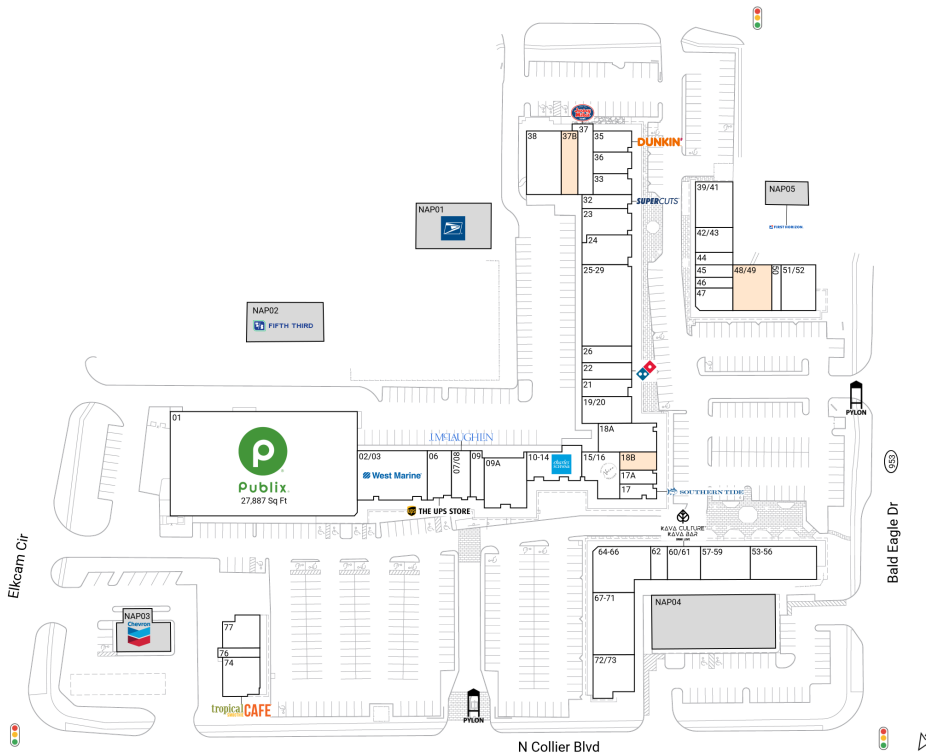 37
38
37B
35
DUNKIN'
36
33
32
SUPERCUTS
23
24
25-29
26
22
21
19/20
18A
18B
17A
17
39/41
42/43
44
45
46
47
48/49
50
51/52
NAP05
FIRST HORIZON
NAP01
NAP02
FIFTH THIRD
PYLON
953
Bald Eagle Dr
01
Publix
27,887 Sq Ft
J.McLAUGHLIN
02/03
West Marine
06
07/08
09
09A
10-14
charles
SCHWAB
15/16
THE UPS STORE
SOUTHERN TIDE
KAVA CULTURE
KAVA BAR
64-66
62
60/61
57-59
53-56
67-71
72/73
NAP04
Elkcam Cir
NAP03
Chevron
77
76
74
tropical
CAFE
PYLON
N Collier Blvd